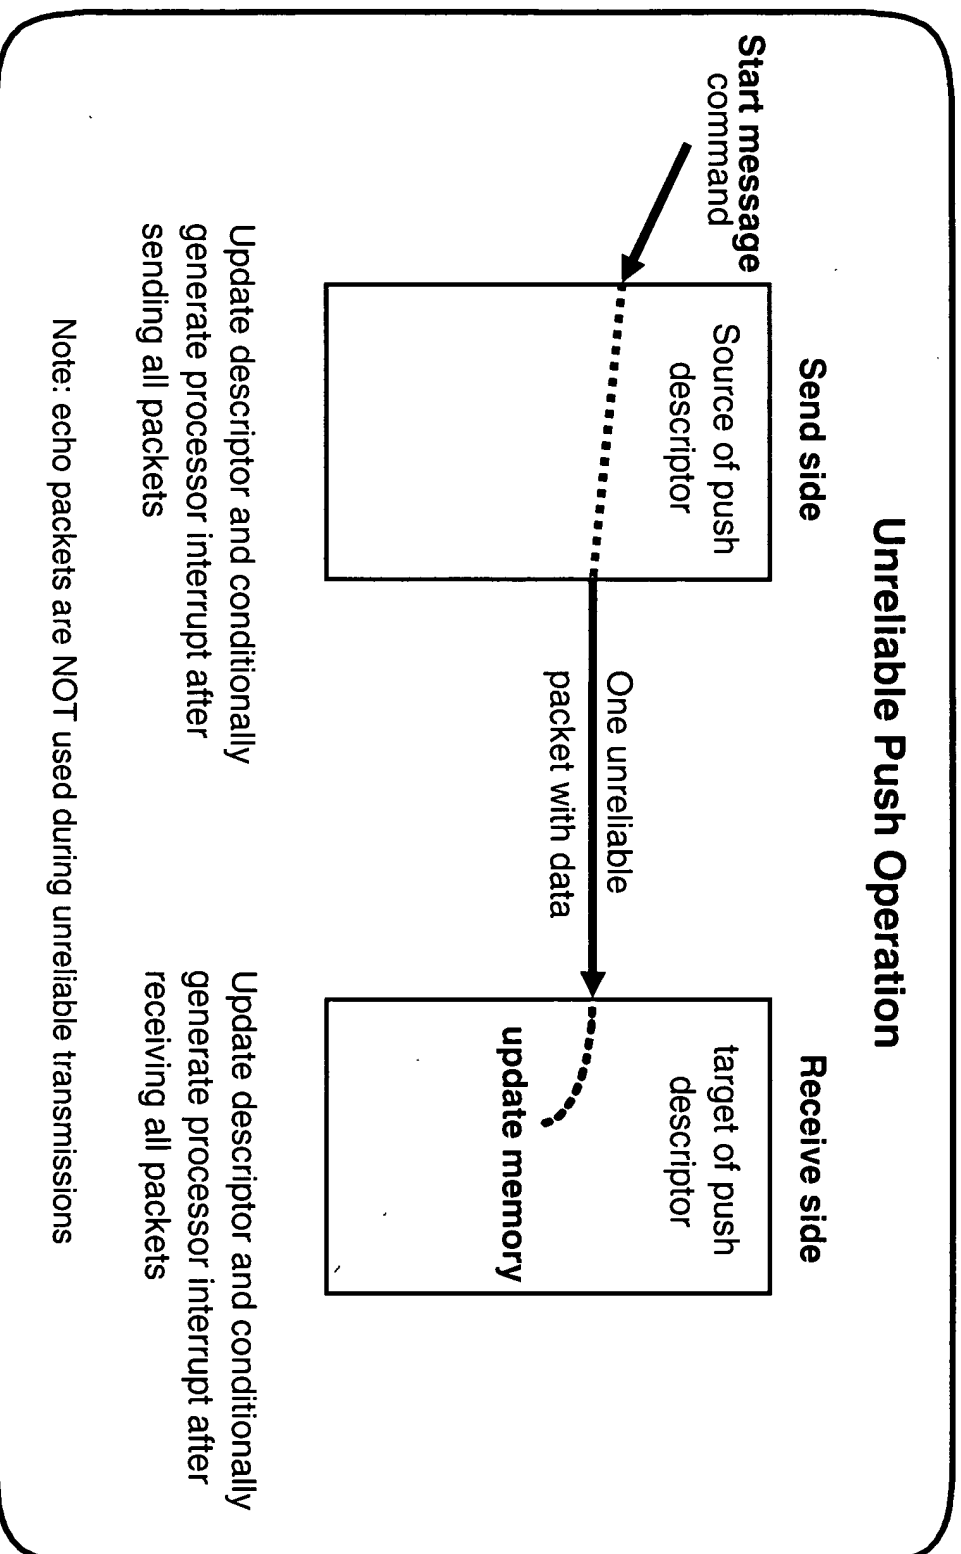 Unreliable Push Operation
Send side
Receive side
Start message
command
Source of push
descriptor
One unreliable
packet with data
target of push
descriptor
update memory
Update descriptor and conditionally
generate processor interrupt after
sending all packets
Update descriptor and conditionally
generate processor interrupt after
receiving all packets
Note: echo packets are NOT used during unreliable transmissions